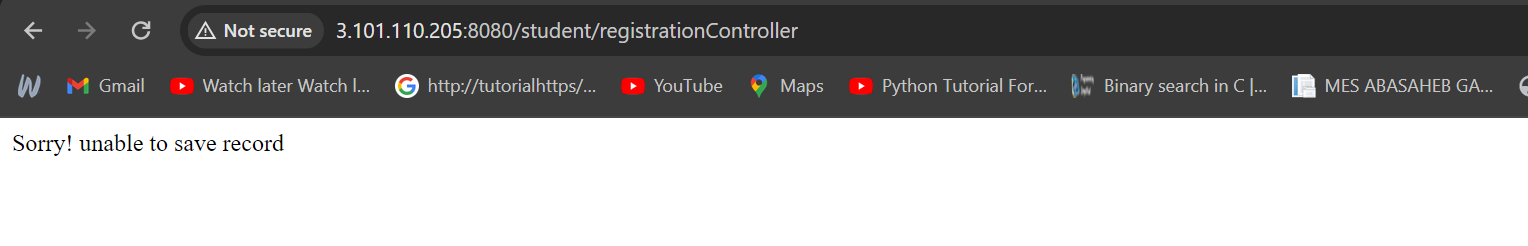 Not secure 3.101.110.205:8080/student/registrationController
Gmail Watch later Watch l... http://tutorialhttps/... YouTube Maps Python Tutorial For... Binary search in C |... MES ABASAHEB GA...
Sorry! unable to save record